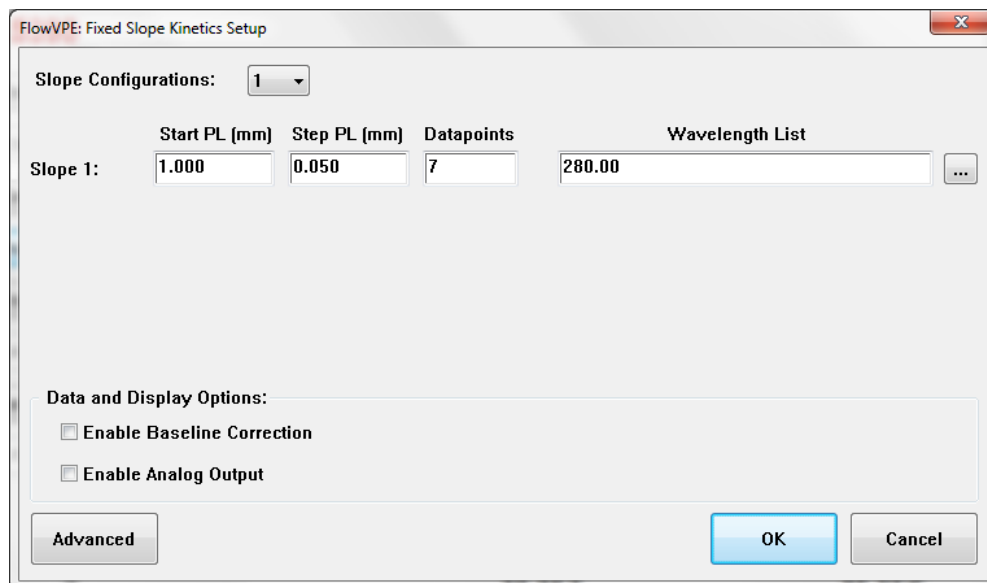 FlowVPE: Fixed Slope Kinetics Setup
Slope Configurations: 1
Start PL (mm) Step PL (mm) Datapoints Wavelength List
Slope 1: 1.000 0.050 7 280.00 ...
Data and Display Options:
Enable Baseline Correction
Enable Analog Output
Advanced OK Cancel